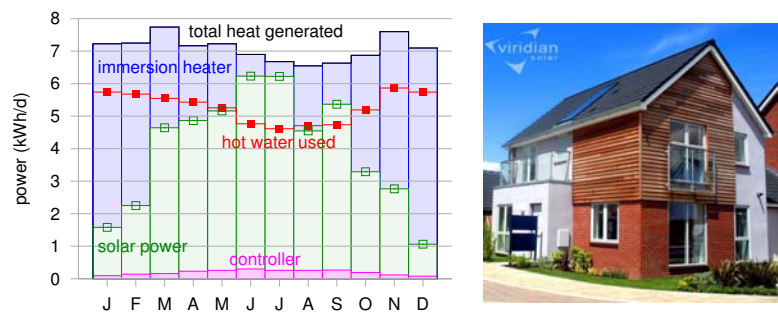 8
7
6
5
4
3
2
1
0
power (kWh/d)
total heat generated
immersion heater
hot water used
solar power
controller
J F M A M J J A S O N D
viridian
solar